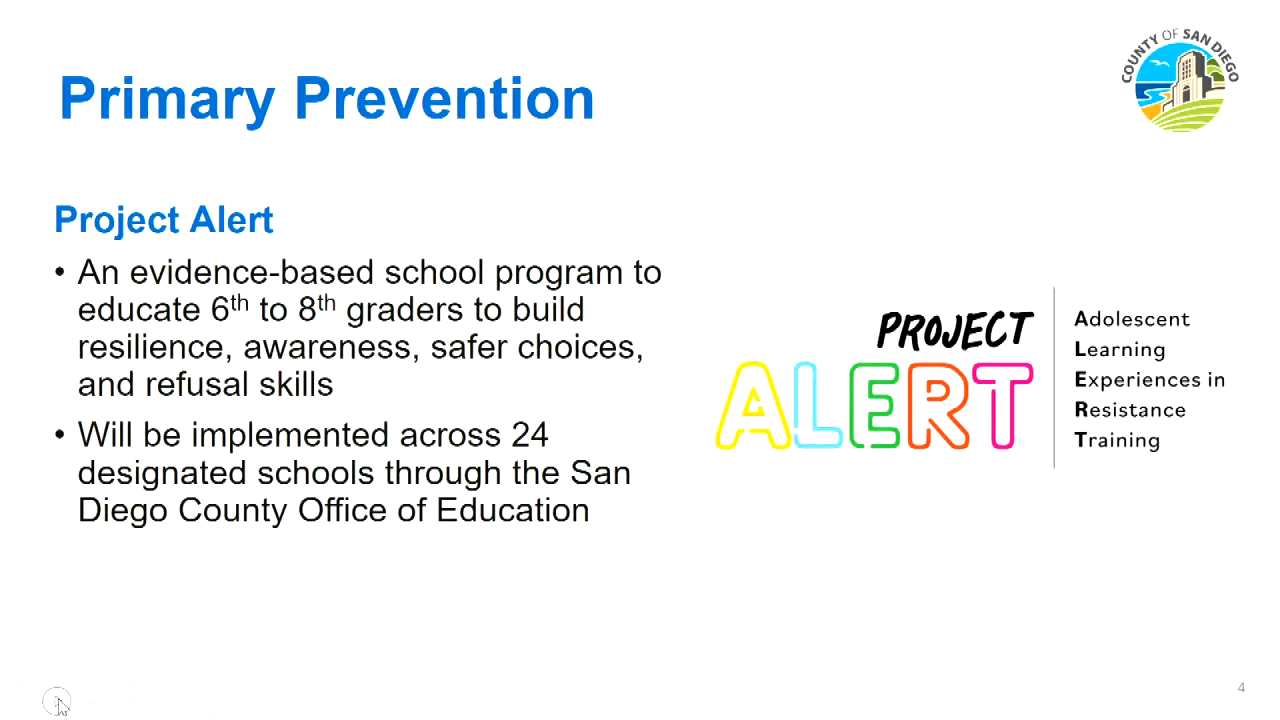 COUNTY OF SAN DIEGO
Primary Prevention
Project Alert
• An evidence-based school program to
educate 6th to 8th graders to build
resilience, awareness, safer choices,
and refusal skills
• Will be implemented across 24
designated schools through the San
Diego County Office of Education
PROJECT
ALERT
Adolescent
Learning
Experiences in
Resistance
Training
4